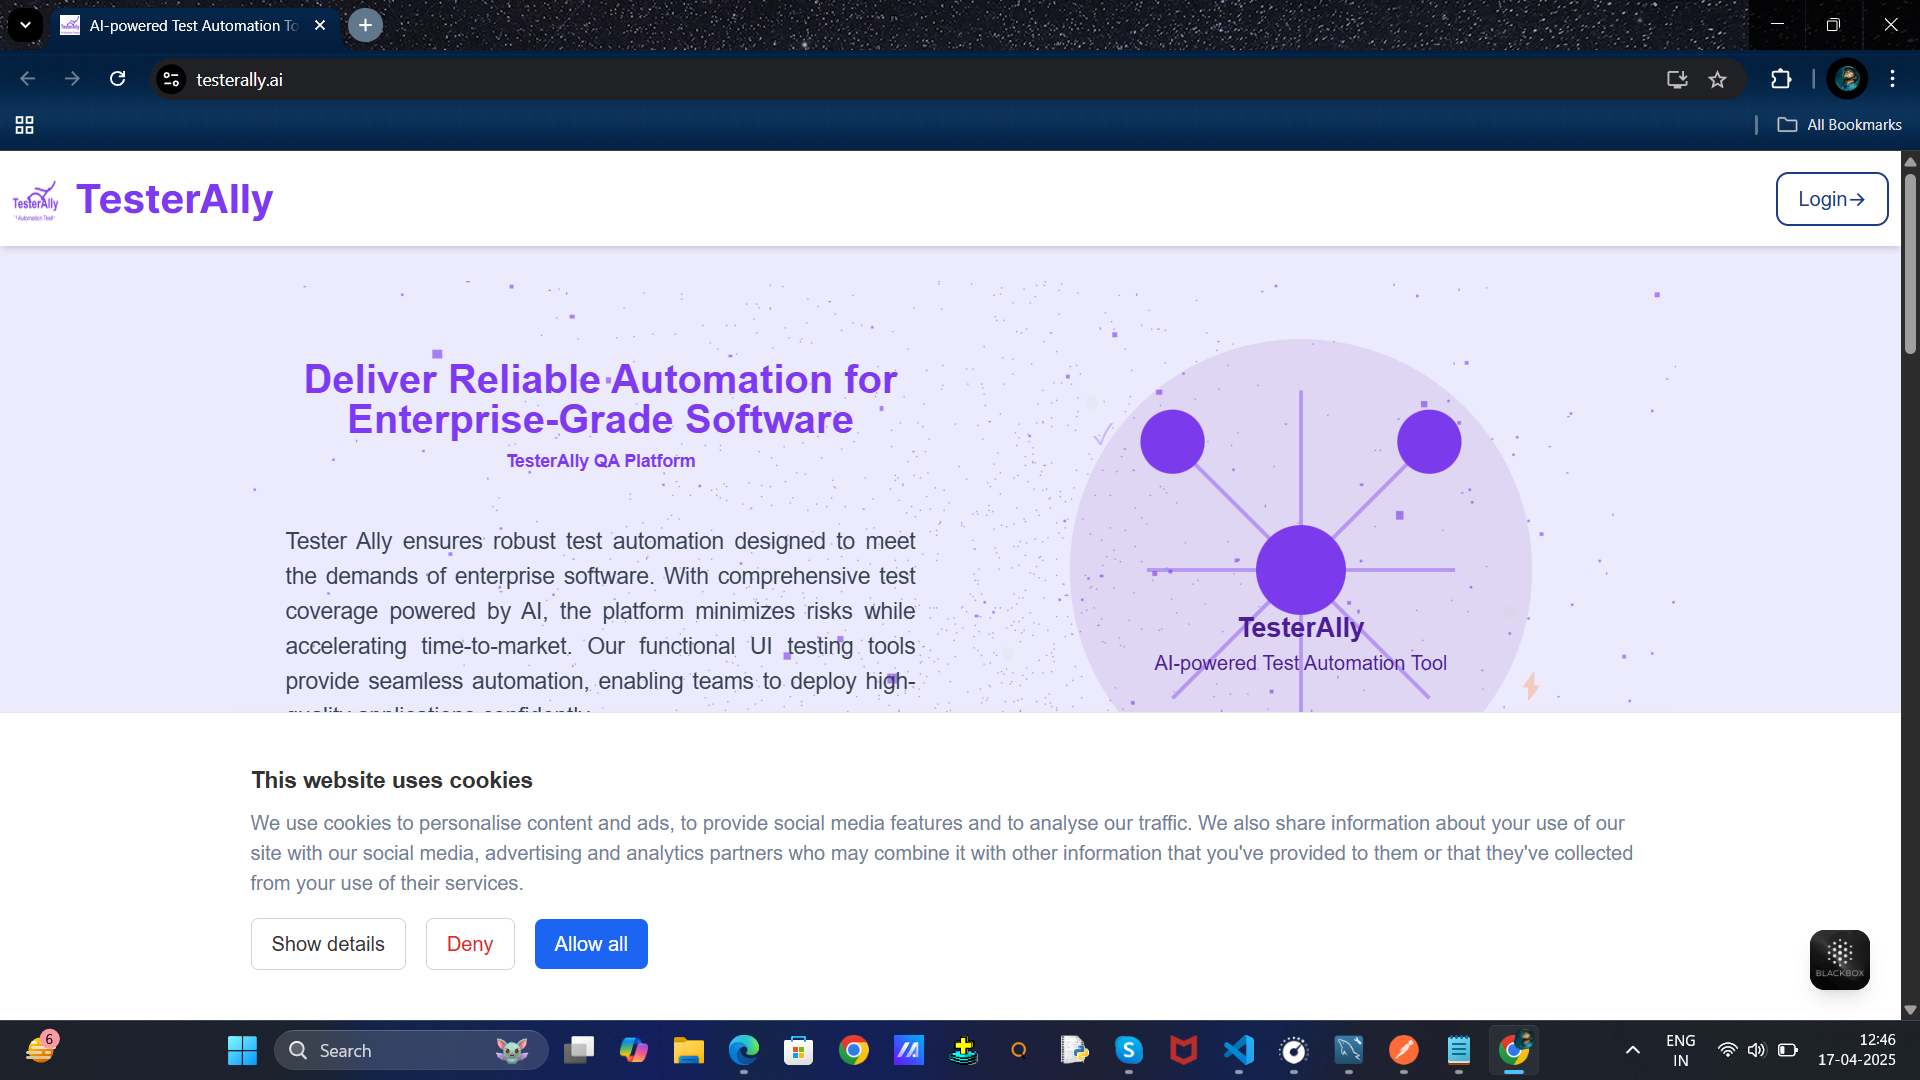 AI-powered Test Automation To
testerally.ai
All Bookmarks
TesterAlly
TesterAlly
Login→
Deliver Reliable Automation for
Enterprise-Grade Software
TesterAlly QA Platform
Tester Ally ensures robust test automation designed to meet
the demands of enterprise software. With comprehensive test
coverage powered by AI, the platform minimizes risks while
accelerating time-to-market. Our functional UI testing tools
provide seamless automation, enabling teams to deploy high-
quality applications confidently.
TesterAlly
AI-powered Test Automation Tool
This website uses cookies
We use cookies to personalise content and ads, to provide social media features and to analyse our traffic. We also share information about your use of our
site with our social media, advertising and analytics partners who may combine it with other information that you've provided to them or that they've collected
from your use of their services.
Show details
Deny
Allow all
BLACKBOX
6
Search
ENG
IN
12:46
17-04-2025